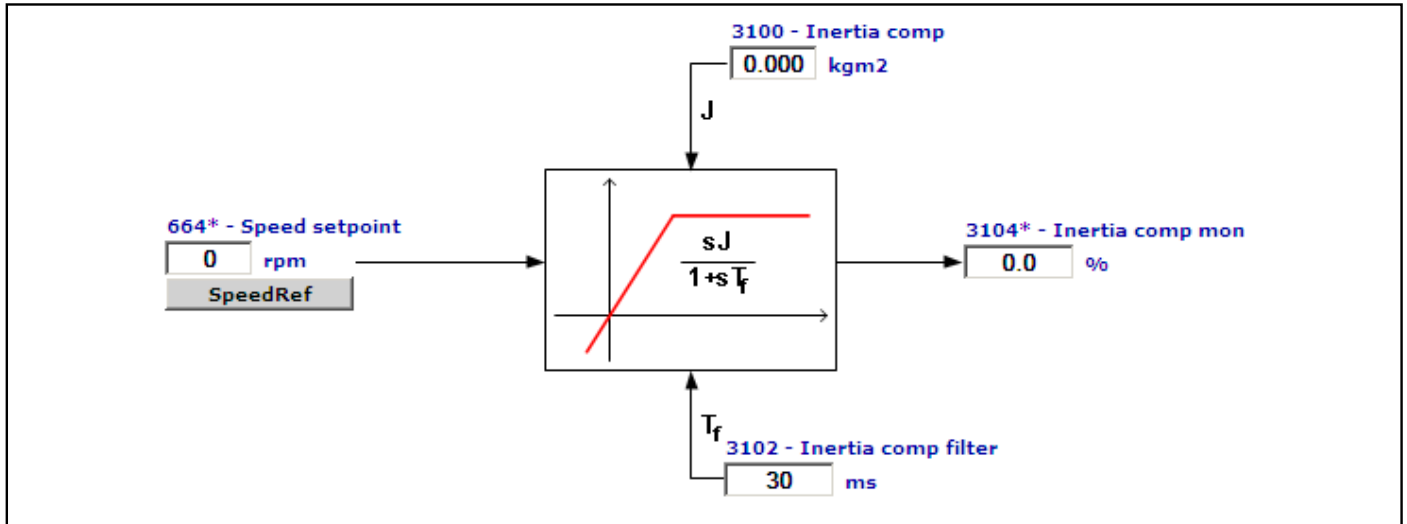 3100 - Inertia comp
0.000 kgm2
J
664* - Speed setpoint
0 rpm
SpeedRef
sJ
1+sTf
3104* - Inertia comp mon
0.0 %
Tf
3102 - Inertia comp filter
30 ms